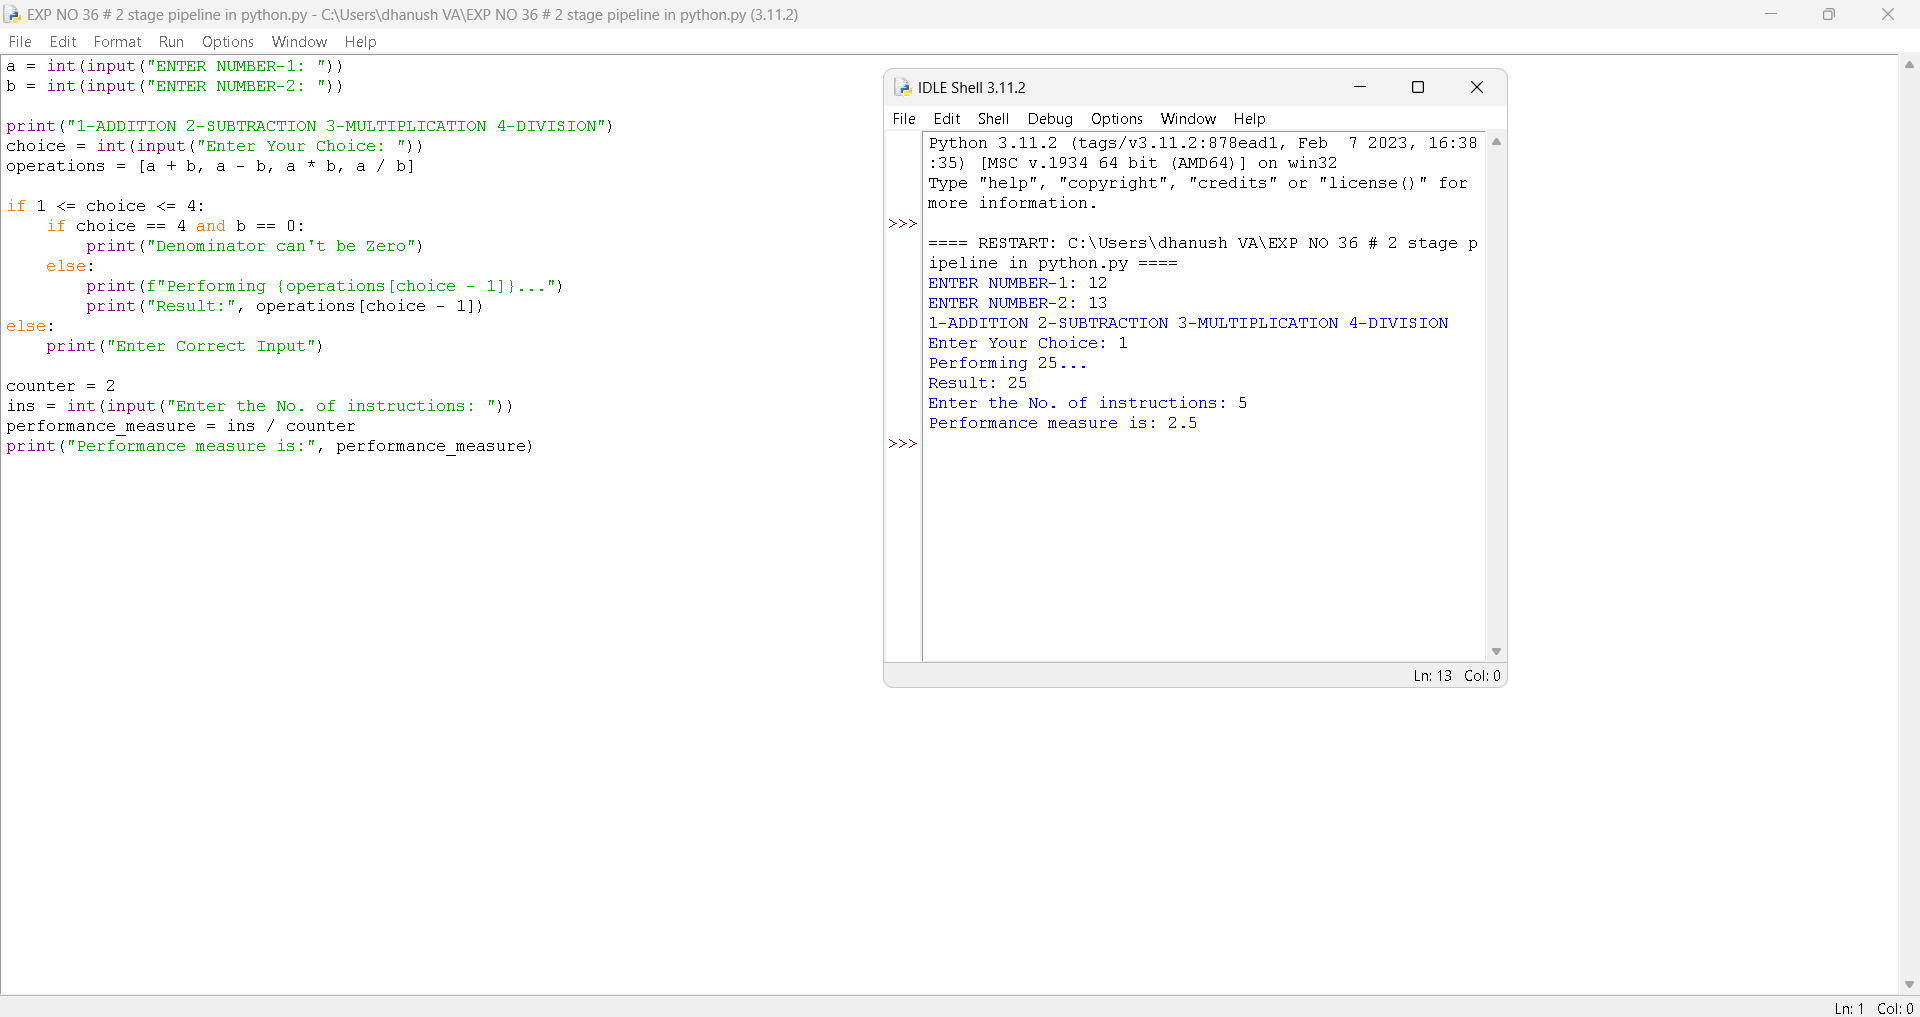 EXP NO 36 # 2 stage pipeline in python.py - C:\Users\dhanush VA\EXP NO 36 # 2 stage pipeline in python.py (3.11.2)
File Edit Format Run Options Window Help
a = int(input("ENTER NUMBER-1: "))
b = int(input("ENTER NUMBER-2: "))
print("1-ADDITION 2-SUBTRACTION 3-MULTIPLICATION 4-DIVISION")
choice = int(input("Enter Your Choice: "))
operations = [a + b, a - b, a * b, a / b]
if 1 <= choice <= 4:
    if choice == 4 and b == 0:
        print("Denominator can't be Zero")
    else:
        print(f"Performing {operations[choice - 1]}...")
        print("Result:", operations[choice - 1])
else:
    print("Enter Correct Input")
counter = 2
ins = int(input("Enter the No. of instructions: "))
performance_measure = ins / counter
print("Performance measure is:", performance_measure)
IDLE Shell 3.11.2
File Edit Shell Debug Options Window Help
Python 3.11.2 (tags/v3.11.2:878ead1, Feb  7 2023, 16:38
:35) [MSC v.1934 64 bit (AMD64)] on win32
Type "help", "copyright", "credits" or "license()" for
more information.
>>>
==== RESTART: C:\Users\dhanush VA\EXP NO 36 # 2 stage p
ipeline in python.py ====
ENTER NUMBER-1: 12
ENTER NUMBER-2: 13
1-ADDITION 2-SUBTRACTION 3-MULTIPLICATION 4-DIVISION
Enter Your Choice: 1
Performing 25...
Result: 25
Enter the No. of instructions: 5
Performance measure is: 2.5
>>>
Ln: 13 Col: 0
Ln: 1 Col: 0